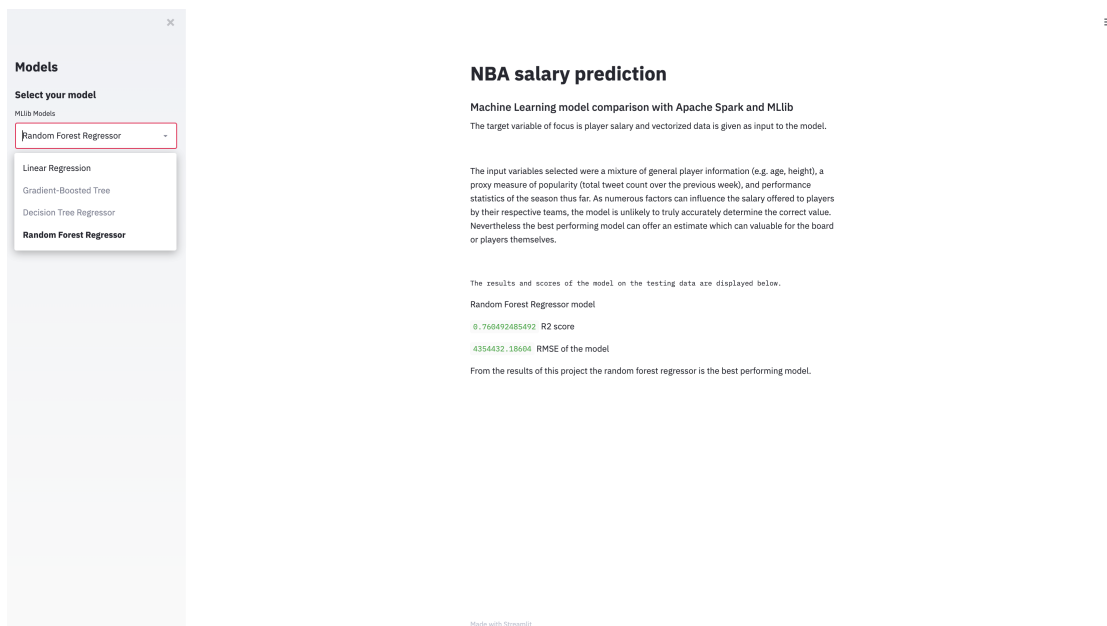 Models
Select your model
MLlib Models
Random Forest Regressor
Linear Regression
Gradient-Boosted Tree
Decision Tree Regressor
Random Forest Regressor
NBA salary prediction
Machine Learning model comparison with Apache Spark and MLlib
The target variable of focus is player salary and vectorized data is given as input to the model.
The input variables selected were a mixture of general player information (e.g. age, height), a
proxy measure of popularity (total tweet count over the previous week), and performance
statistics of the season thus far. As numerous factors can influence the salary offered to players
by their respective teams, the model is unlikely to truly accurately determine the correct value.
Nevertheless the best performing model can offer an estimate which can valuable for the board
or players themselves.
The results and scores of the model on the testing data are displayed below.
Random Forest Regressor model
0.760492485492 R2 score
4354432.18604 RMSE of the model
From the results of this project the random forest regressor is the best performing model.
Made with Streamlit